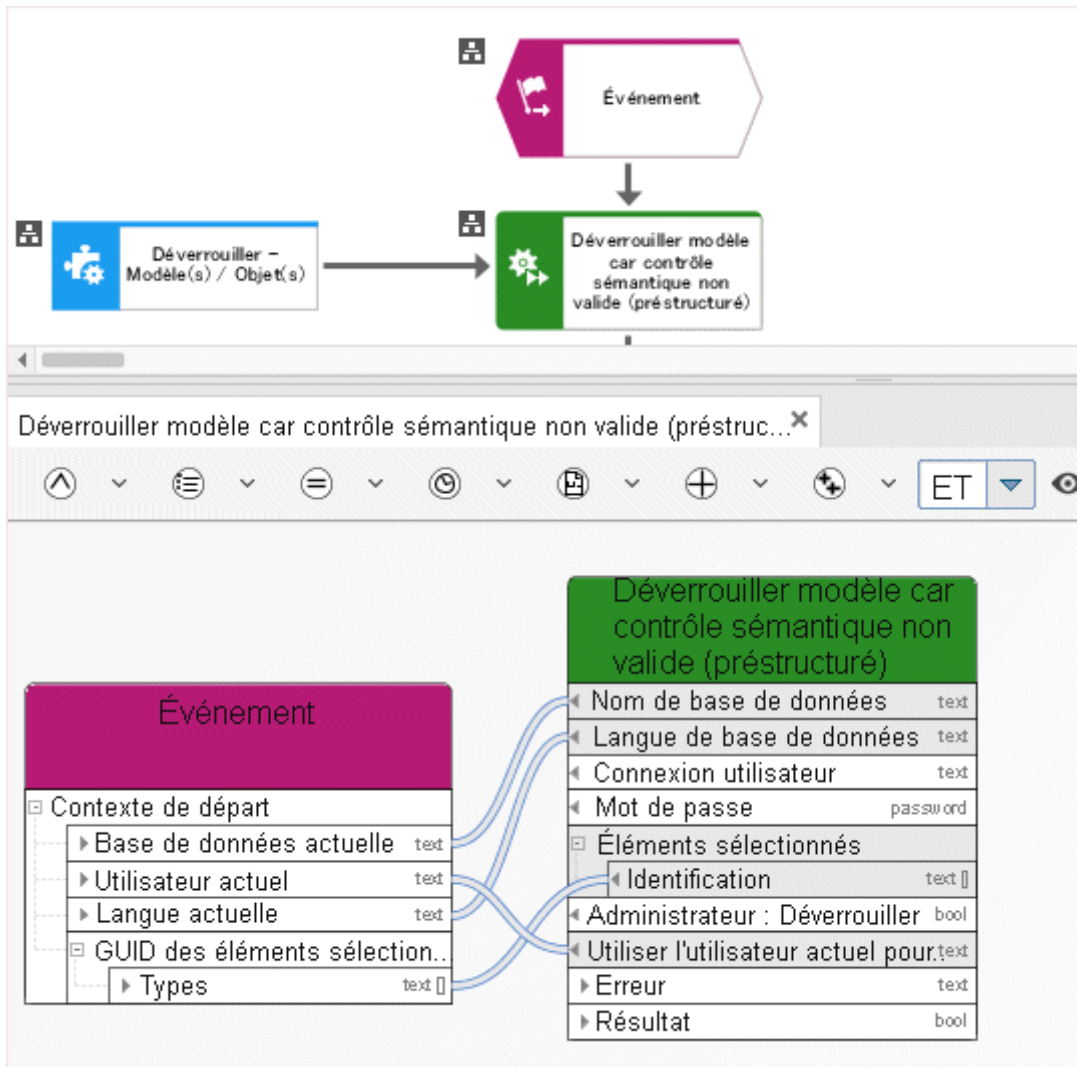 Événement
Déverrouiller –
Modèle(s) / Objet(s)
Déverrouiller modèle
car contrôle
sémantique non
valide (préstructuré)
Déverrouiller modèle car contrôle sémantique non valide (préstruc...
ET
Déverrouiller modèle car
contrôle sémantique non
valide (préstructuré)
Événement
Nom de base de données text
Langue de base de données text
Connexion utilisateur text
Mot de passe password
Éléments sélectionnés
Identification text []
Administrateur : Déverrouiller bool
Utiliser l'utilisateur actuel pour... text
Erreur text
Résultat bool
Contexte de départ
Base de données actuelle text
Utilisateur actuel text
Langue actuelle text
GUID des éléments sélection...
Types text []